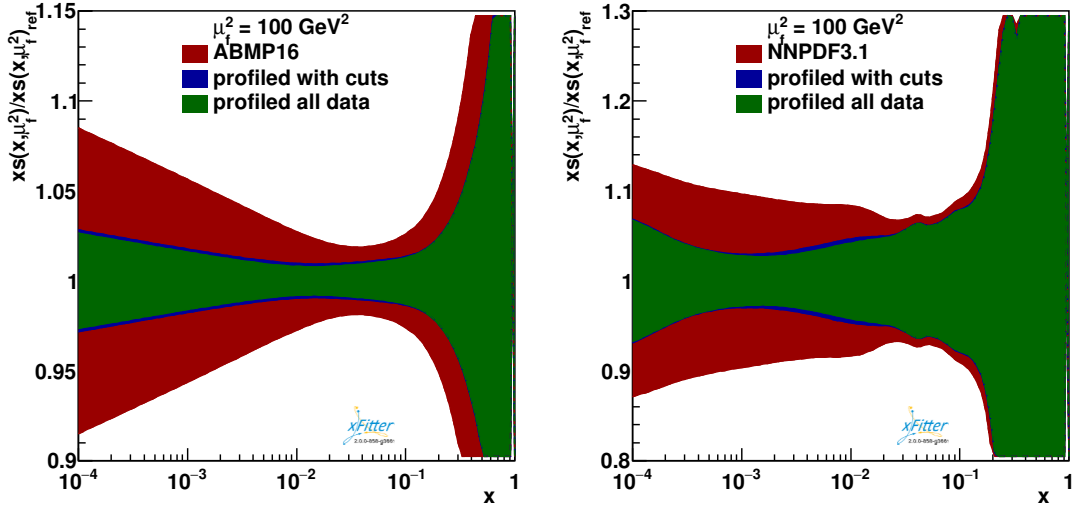 xs(x,μ_f^2)/xs(x,μ_f^2)_ref
1.15
1.1
1.05
1
0.95
0.9
μ_f^2 = 100 GeV^2
ABMP16
profiled with cuts
profiled all data
xFitter
10^−4
10^−3
10^−2
10^−1
1
x
xs(x,μ_f^2)/xs(x,μ_f^2)_ref
1.3
1.2
1.1
1
0.9
0.8
μ_f^2 = 100 GeV^2
NNPDF3.1
profiled with cuts
profiled all data
xFitter
10^−4
10^−3
10^−2
10^−1
1
x